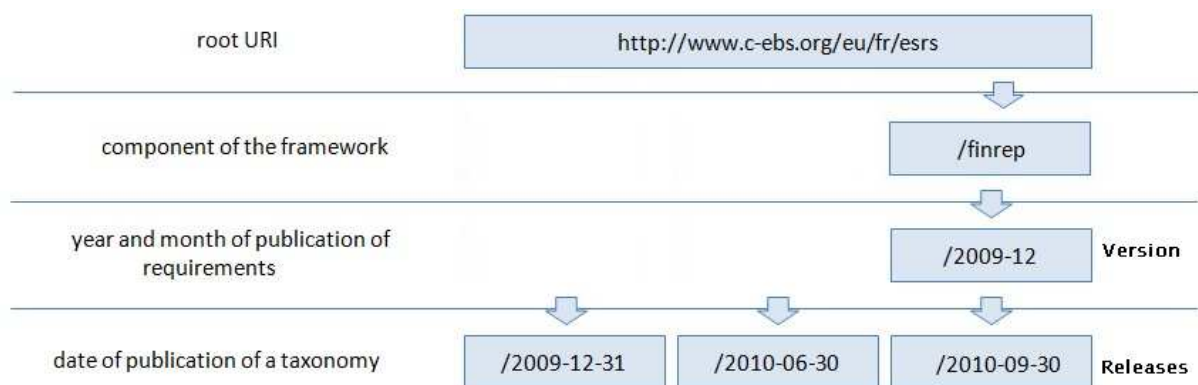 root URI
http://www.c-ebs.org/eu/fr/esrs
component of the framework
/finrep
year and month of publication of
requirements
/2009-12
Version
date of publication of a taxonomy
/2009-12-31
/2010-06-30
/2010-09-30
Releases